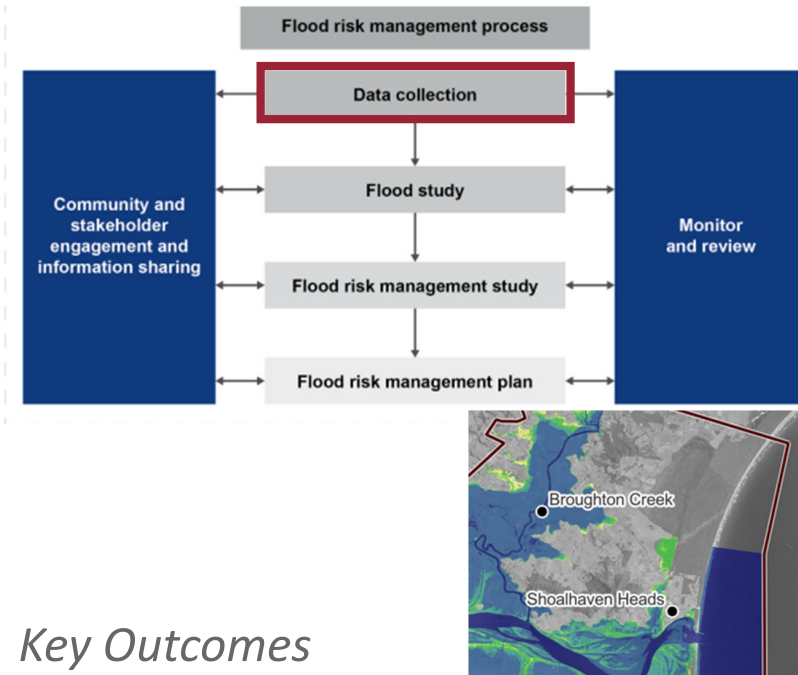 Flood risk management process
Data collection
Flood study
Community and
stakeholder
engagement and
information sharing
Monitor
and review
Flood risk management study
Flood risk management plan
Broughton Creek
Shoalhaven Heads
Key Outcomes